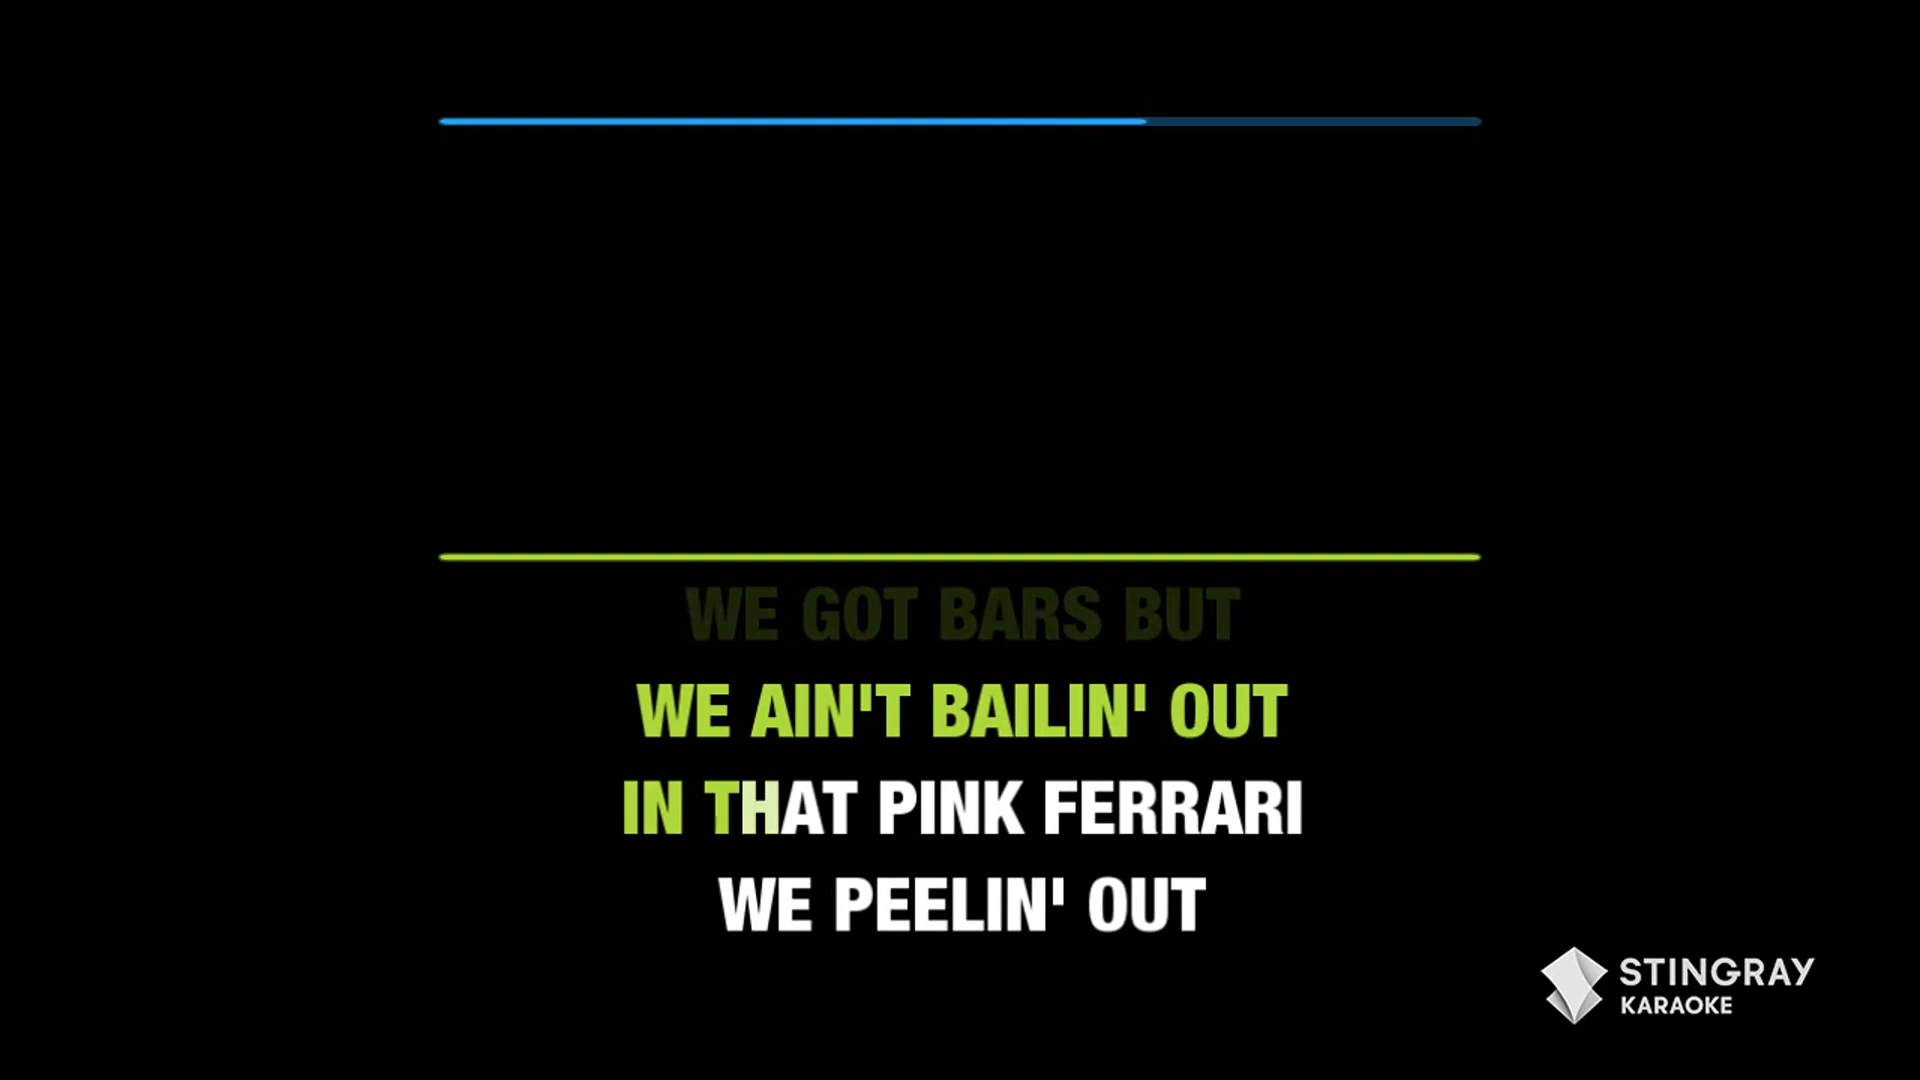 WE GOT BARS BUT
WE AIN'T BAILIN' OUT
IN THAT PINK FERRARI
WE PEELIN' OUT
STINGRAY
KARAOKE